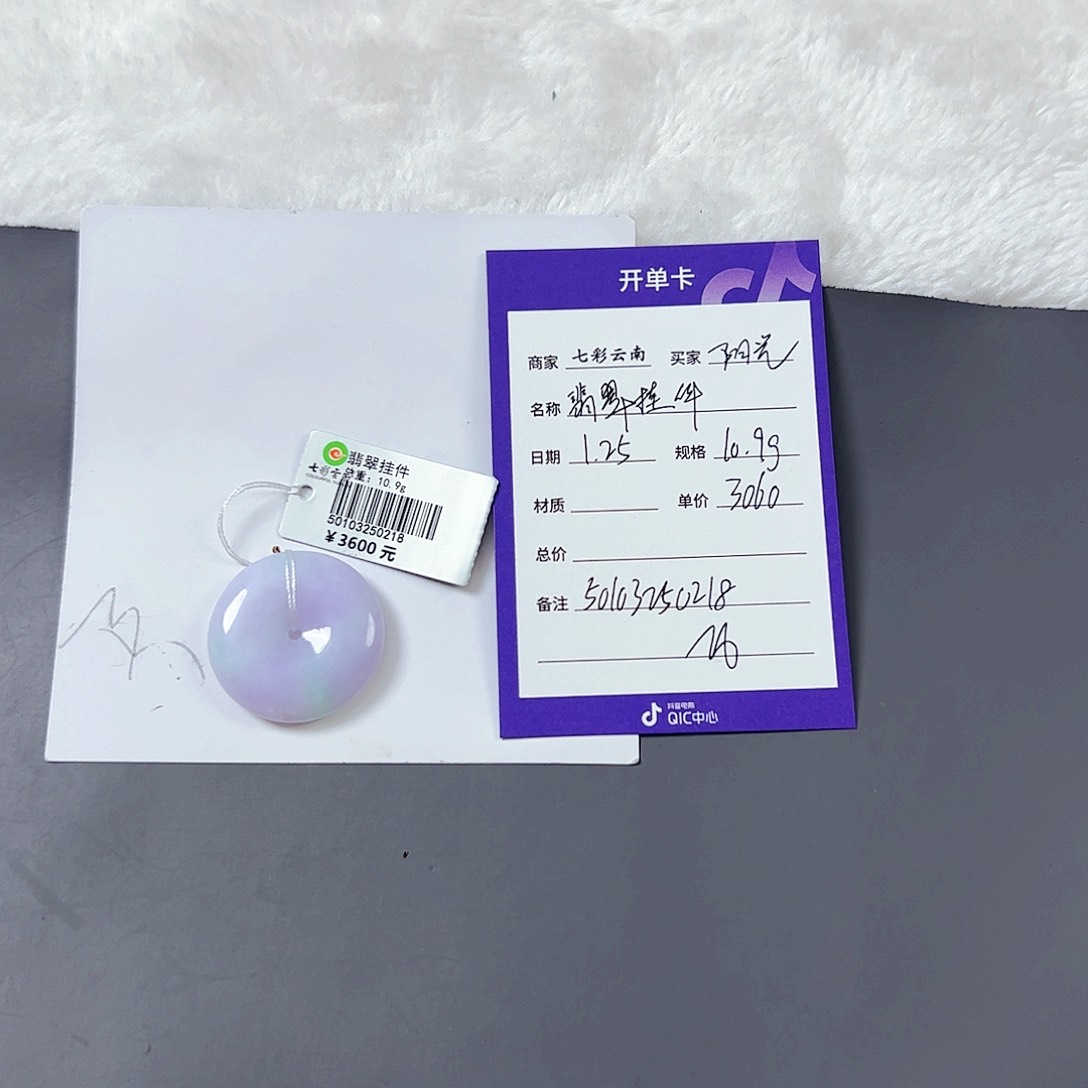 翡翠挂件
七彩云
总重：10.9g
50103250218
￥3600元
开单卡
商家 七彩云南 买家 阳光
名称 翡翠挂件
日期 1.25 规格 10.9g
材质 单价 3060
总价
备注 50103250218
抖音电商
QIC中心